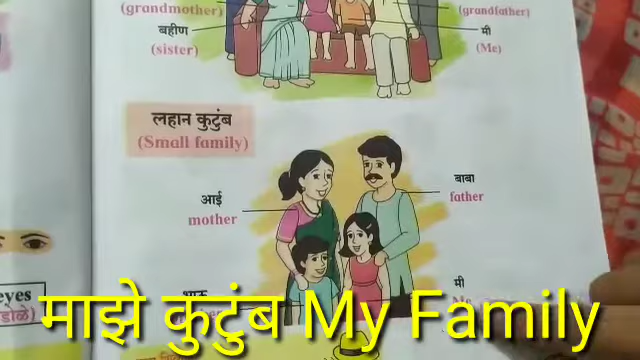 (grandmother)
(grandfather)
बहीण
मी
(sister)
(Me)
लहान कुटुंब
(Small family)
आई
बाबा
mother
father
मी
eyes
डोळे)
माझे कुटुंब My Family